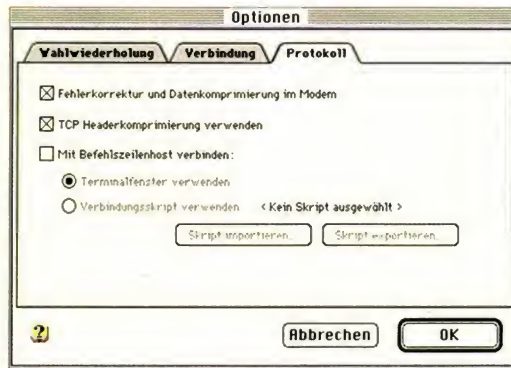 Optionen
Wahlwiederholung Verbindung Protokoll
Fehlerkorrektur und Datenkomprimierung im Modem
TCP Headerkomprimierung verwenden
Mit Befehlszeilenhost verbinden:
Terminalfenster verwenden
Verbindungsskript verwenden < Kein Skript ausgewählt >
Skript importieren... Skript exportieren...
?
Abbrechen OK